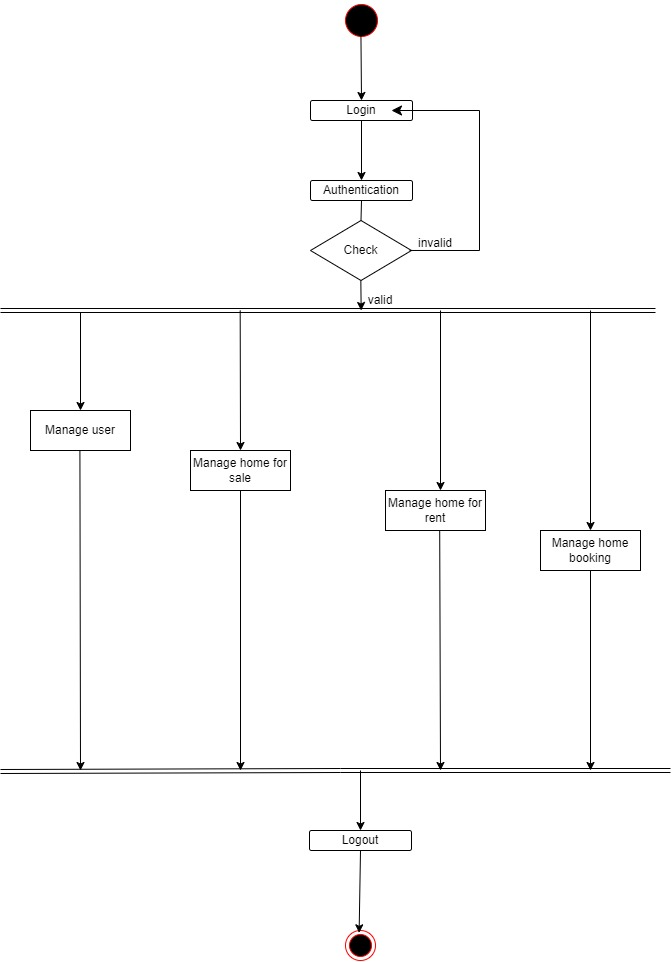 Login
Authentication
Check
invalid
valid
Manage user
Manage home for
sale
Manage home for
rent
Manage home
booking
Logout